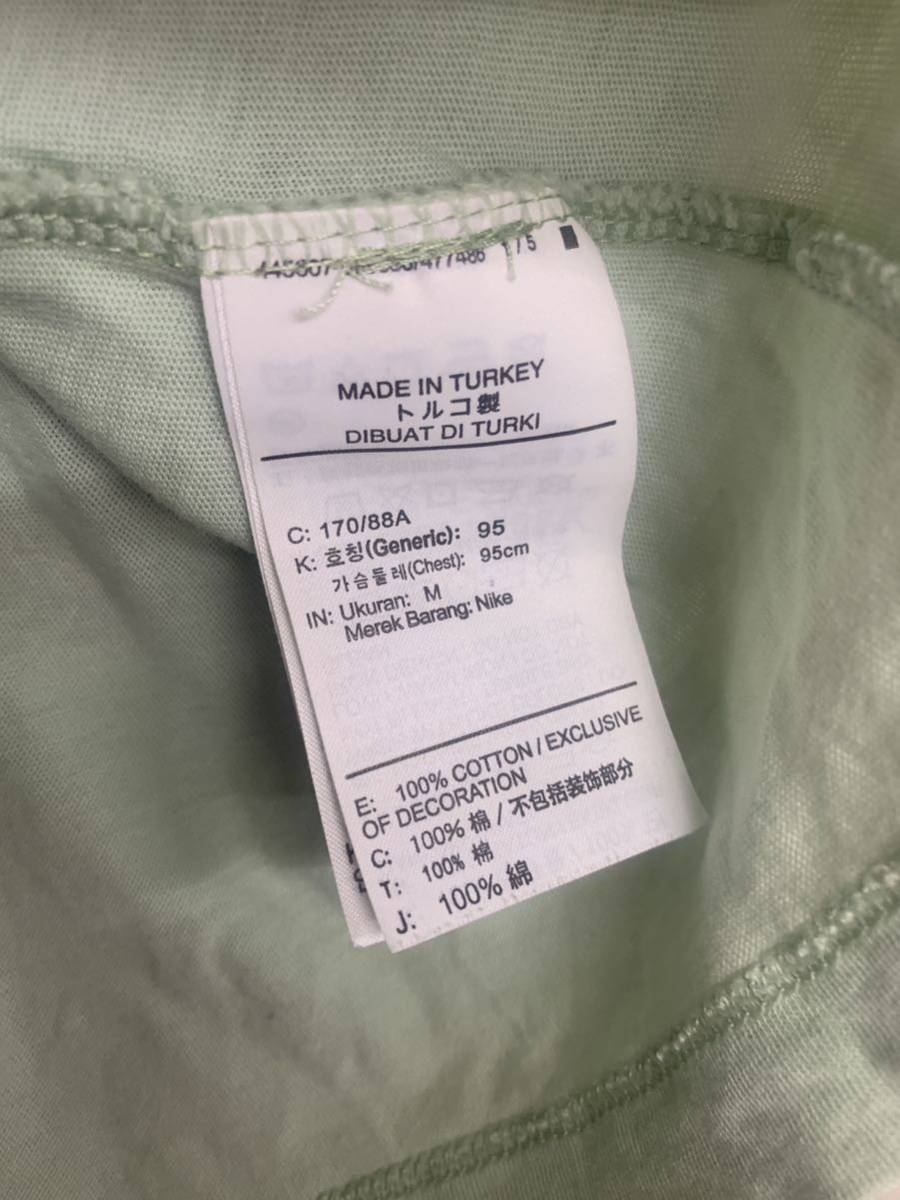 1/5
MADE IN TURKEY
トルコ製
DIBUAT DI TURKI
C: 170/88A
K: 호칭(Generic): 95
가슴둘레(Chest): 95cm
IN: Ukuran: M
Merek Barang: Nike
E: 100% COTTON / EXCLUSIVE
OF DECORATION
C: 100% 棉 / 不包括装饰部分
T: 100% 棉
J: 100% 綿